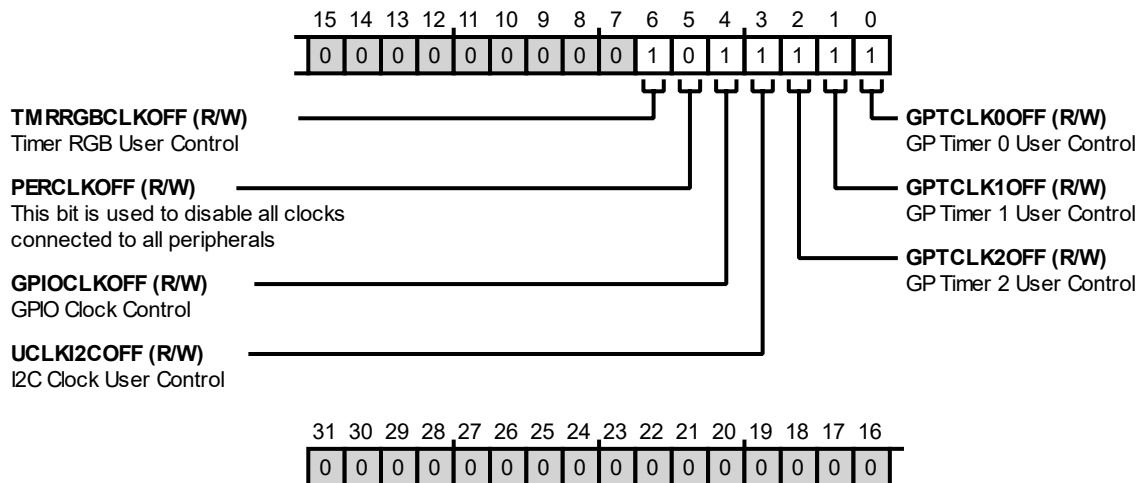 15 14 13 12 11 10 9 8 7 6 5 4 3 2 1 0
0 0 0 0 0 0 0 0 0 1 0 1 1 1 1 1
TMRRGBCLKOFF (R/W)
Timer RGB User Control
PERCLKOFF (R/W)
This bit is used to disable all clocks
connected to all peripherals
GPIOCLKOFF (R/W)
GPIO Clock Control
UCLKI2COFF (R/W)
I2C Clock User Control
GPTCLK0OFF (R/W)
GP Timer 0 User Control
GPTCLK1OFF (R/W)
GP Timer 1 User Control
GPTCLK2OFF (R/W)
GP Timer 2 User Control
31 30 29 28 27 26 25 24 23 22 21 20 19 18 17 16
0 0 0 0 0 0 0 0 0 0 0 0 0 0 0 0